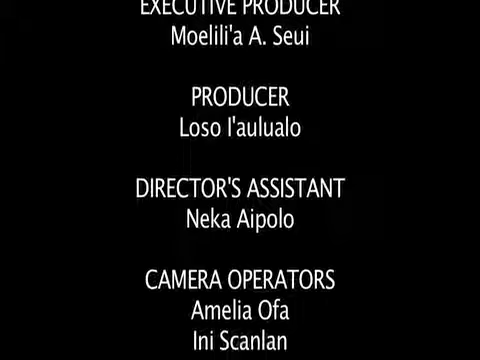 EXECUTIVE PRODUCER
Moelili'a A. Seui
PRODUCER
Loso I'aulualo
DIRECTOR'S ASSISTANT
Neka Aipolo
CAMERA OPERATORS
Amelia Ofa
Ini Scanlan